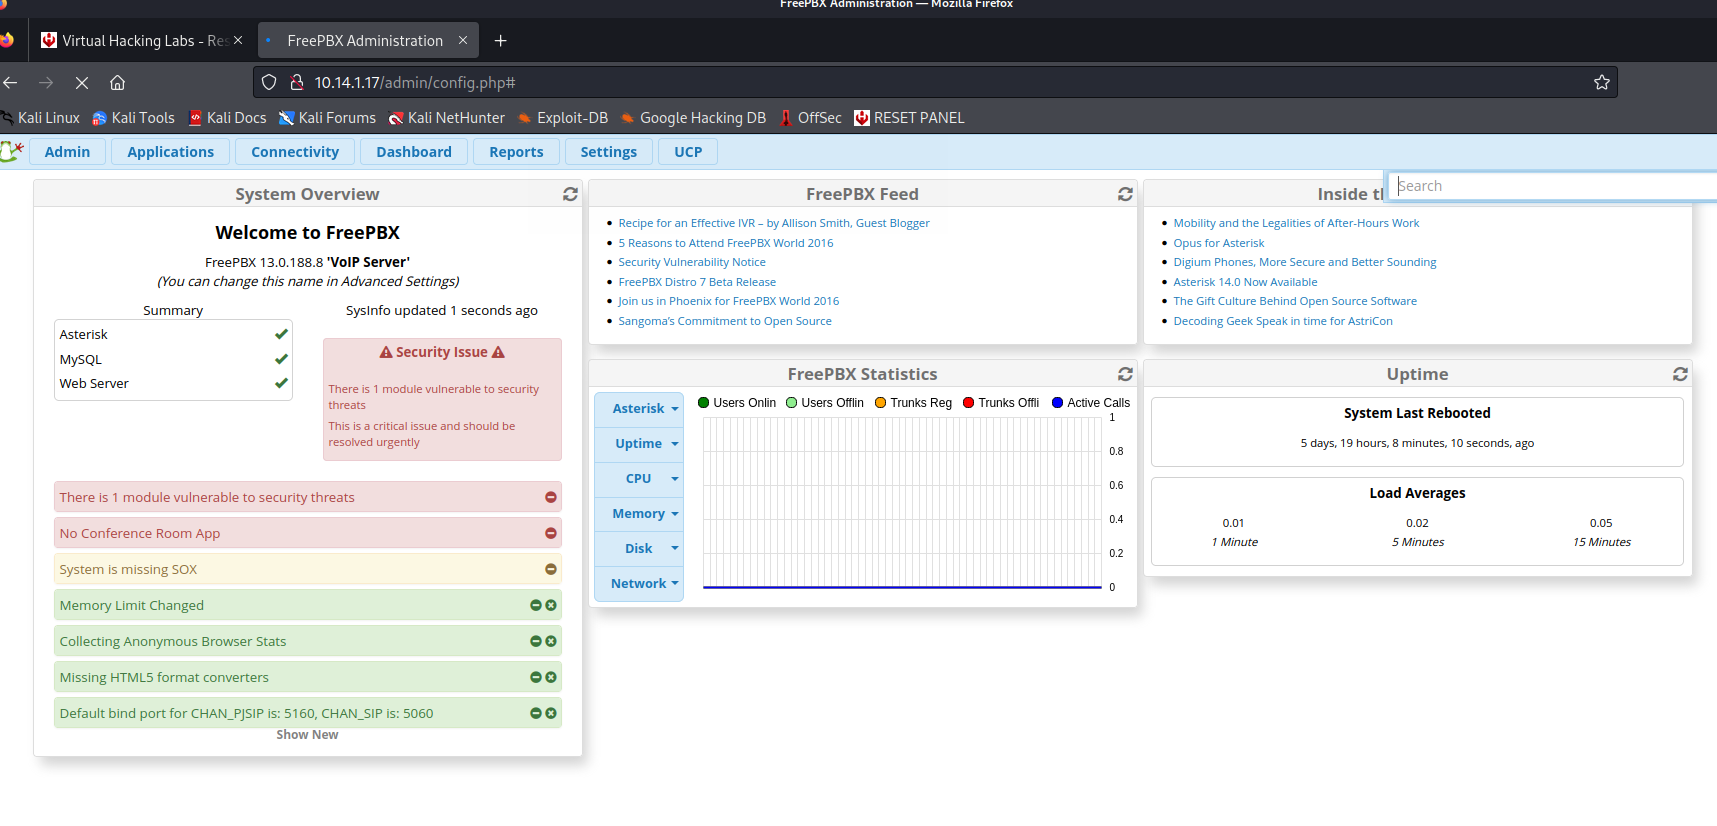 FreePBX Administration — Mozilla Firefox
Virtual Hacking Labs - Res
FreePBX Administration
10.14.1.17/admin/config.php#
Kali Linux
Kali Tools
Kali Docs
Kali Forums
Kali NetHunter
Exploit-DB
Google Hacking DB
OffSec
RESET PANEL
Admin
Applications
Connectivity
Dashboard
Reports
Settings
UCP
Search
System Overview
Welcome to FreePBX
FreePBX 13.0.188.8 'VoIP Server'
(You can change this name in Advanced Settings)
Summary
Asterisk
MySQL
Web Server
SysInfo updated 1 seconds ago
Security Issue
There is 1 module vulnerable to security
threats
This is a critical issue and should be
resolved urgently
There is 1 module vulnerable to security threats
No Conference Room App
System is missing SOX
Memory Limit Changed
Collecting Anonymous Browser Stats
Missing HTML5 format converters
Default bind port for CHAN_PJSIP is: 5160, CHAN_SIP is: 5060
Show New
FreePBX Feed
Recipe for an Effective IVR – by Allison Smith, Guest Blogger
5 Reasons to Attend FreePBX World 2016
Security Vulnerability Notice
FreePBX Distro 7 Beta Release
Join us in Phoenix for FreePBX World 2016
Sangoma's Commitment to Open Source
FreePBX Statistics
Asterisk
Uptime
CPU
Memory
Disk
Network
Users Onlin
Users Offlin
Trunks Reg
Trunks Offli
Active Calls
1
0.8
0.6
0.4
0.2
0
Inside t
Mobility and the Legalities of After-Hours Work
Opus for Asterisk
Digium Phones, More Secure and Better Sounding
Asterisk 14.0 Now Available
The Gift Culture Behind Open Source Software
Decoding Geek Speak in time for AstriCon
Uptime
System Last Rebooted
5 days, 19 hours, 8 minutes, 10 seconds, ago
Load Averages
0.01
1 Minute
0.02
5 Minutes
0.05
15 Minutes